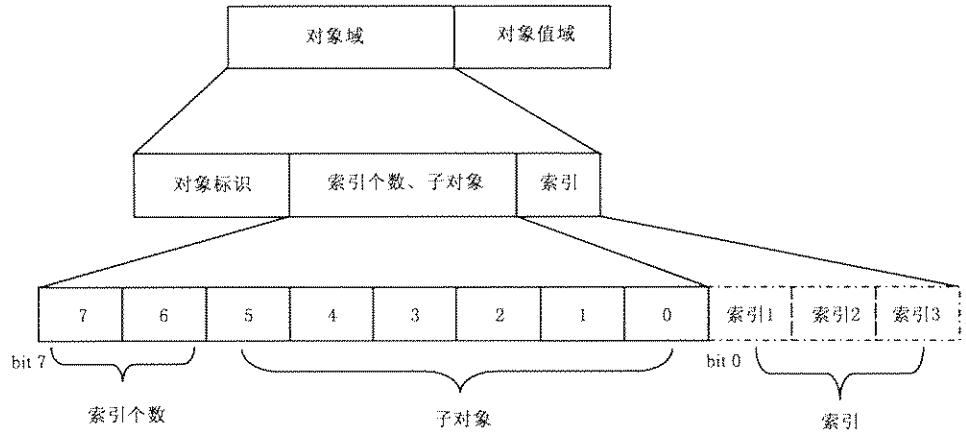 对象域
对象值域
对象标识
索引个数、子对象
索引
7
6
5
4
3
2
1
0
索引1
索引2
索引3
bit 7
bit 0
索引个数
子对象
索引